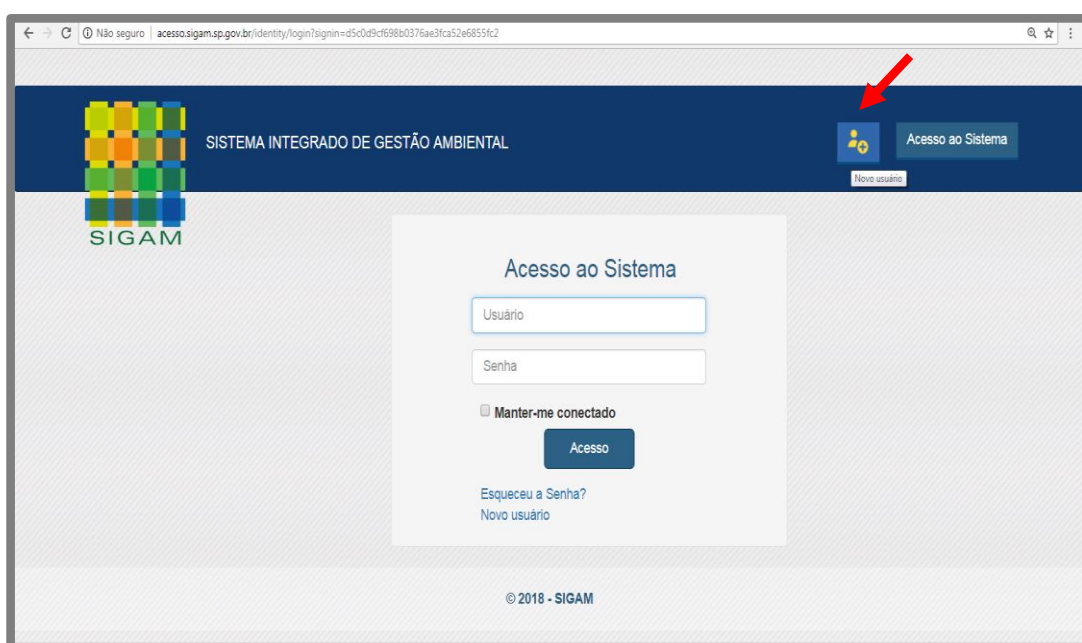 Não seguro | acesso.sigam.sp.gov.br/identity/login?signin=d5c0d9cf698b0376ae3fca52e6855fc2
SISTEMA INTEGRADO DE GESTÃO AMBIENTAL
Acesso ao Sistema
Novo usuário
SIGAM
Acesso ao Sistema
Usuário
Senha
Manter-me conectado
Acesso
Esqueceu a Senha?
Novo usuário
© 2018 - SIGAM